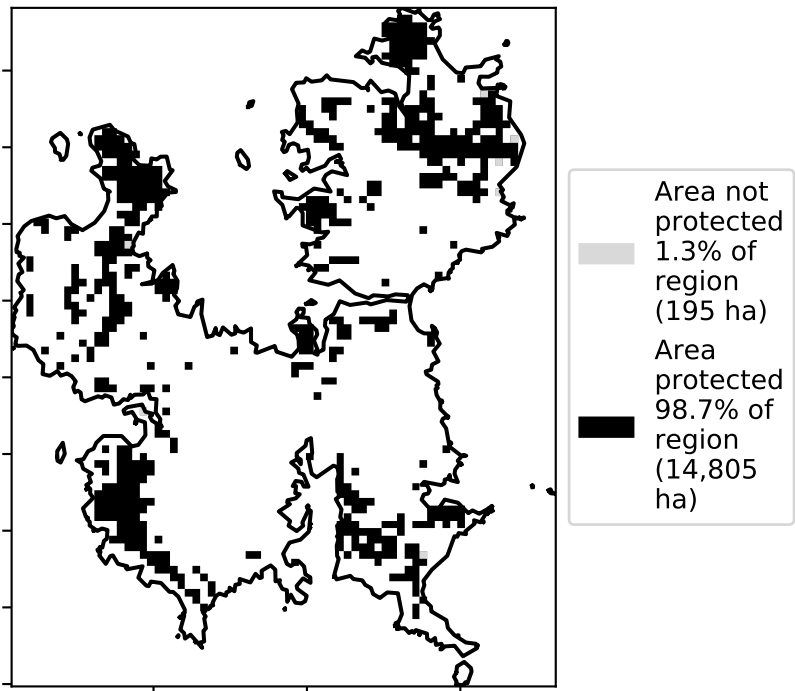 Area not
protected
1.3% of
region
(195 ha)
Area
protected
98.7% of
region
(14,805
ha)